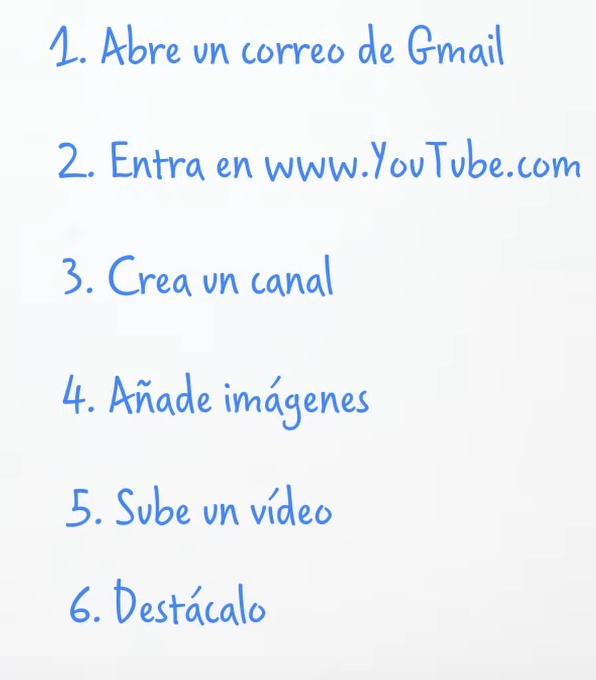 1. Abre un correo de Gmail
2. Entra en www.YouTube.com
3. Crea un canal
4. Añade imágenes
5. Sube un vídeo
6. Destácalo